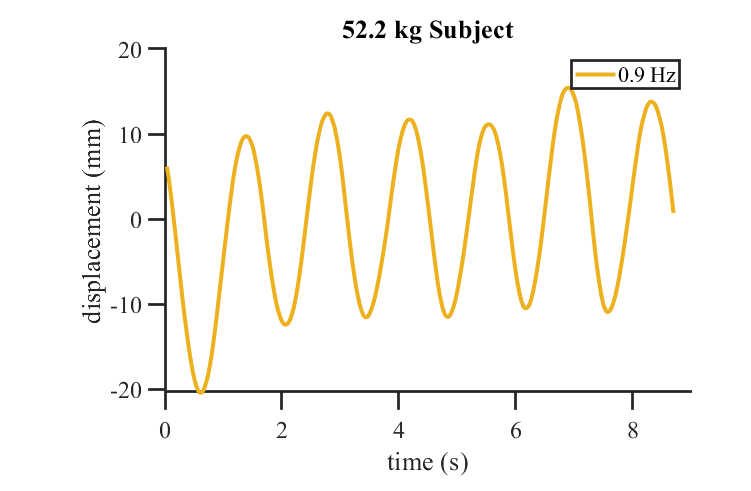 52.2 kg Subject
0.9 Hz
20
10
0
-10
-20
displacement (mm)
0 2 4 6 8
time (s)